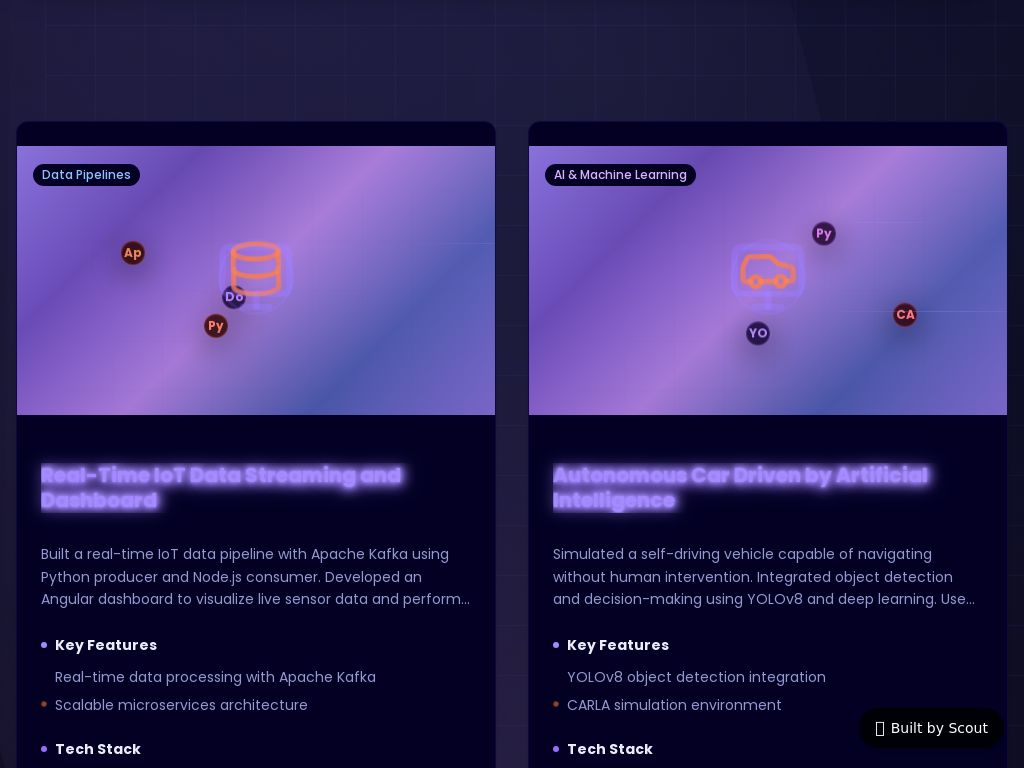 Data Pipelines
Ap
Do
Py
Real-Time IoT Data Streaming and
Dashboard
Built a real-time IoT data pipeline with Apache Kafka using
Python producer and Node.js consumer. Developed an
Angular dashboard to visualize live sensor data and perform...
Key Features
Real-time data processing with Apache Kafka
Scalable microservices architecture
Tech Stack
AI & Machine Learning
Py
CA
YO
Autonomous Car Driven by Artificial
Intelligence
Simulated a self-driving vehicle capable of navigating
without human intervention. Integrated object detection
and decision-making using YOLOv8 and deep learning. Use...
Key Features
YOLOv8 object detection integration
CARLA simulation environment
Tech Stack
Built by Scout